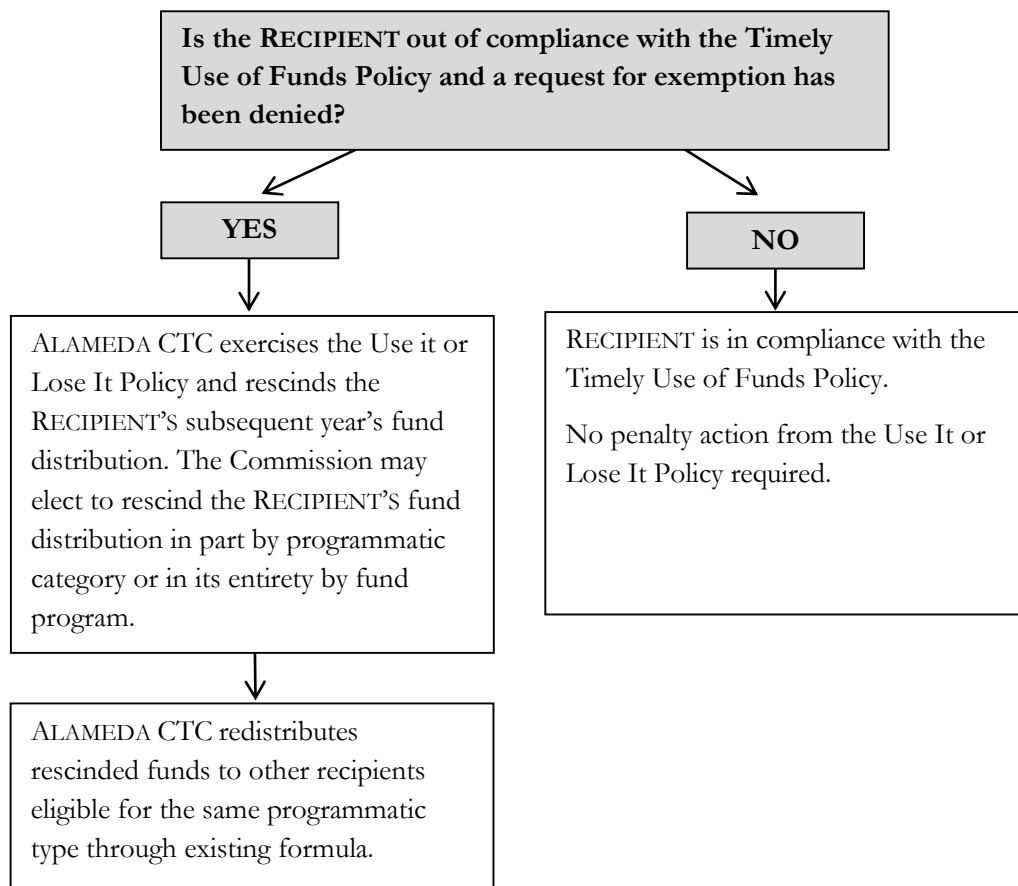 Is the RECIPIENT out of compliance with the Timely
Use of Funds Policy and a request for exemption has
been denied?
YES
NO
ALAMEDA CTC exercises the Use it or
Lose It Policy and rescinds the
RECIPIENT’S subsequent year’s fund
distribution. The Commission may
elect to rescind the RECIPIENT’S fund
distribution in part by programmatic
category or in its entirety by fund
program.
RECIPIENT is in compliance with the
Timely Use of Funds Policy.
No penalty action from the Use It or
Lose It Policy required.
ALAMEDA CTC redistributes
rescinded funds to other recipients
eligible for the same programmatic
type through existing formula.